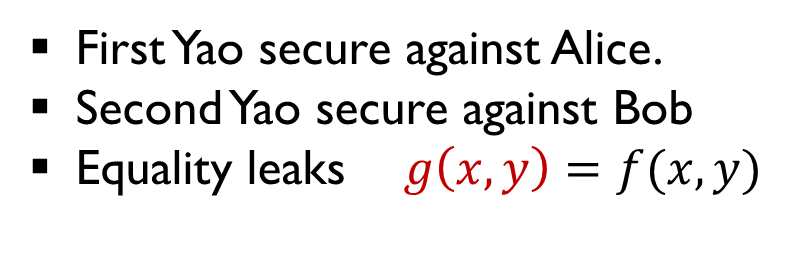 ▪ First Yao secure against Alice.
▪ Second Yao secure against Bob
▪ Equality leaks g(x, y) = f(x, y)